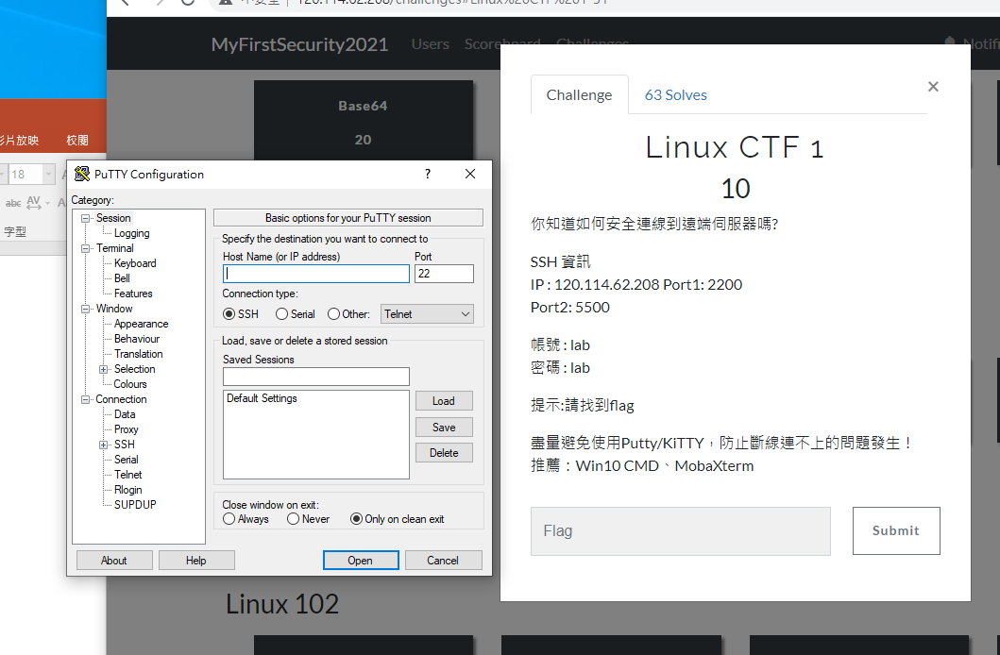 120.114.62.208/challenges#Linux%20CTF%201-31
MyFirstSecurity2021
Users
Scoreboard
Challenges
Base64
20
影片放映
校閱
18
abc
AV
字型
PuTTY Configuration
?
Category:
Session
Logging
Terminal
Keyboard
Bell
Features
Window
Appearance
Behaviour
Translation
Selection
Colours
Connection
Data
Proxy
SSH
Serial
Telnet
Rlogin
SUPDUP
Basic options for your PuTTY session
Specify the destination you want to connect to
Host Name (or IP address) Port
22
Connection type:
SSH Serial Other: Telnet
Load, save or delete a stored session
Saved Sessions
Default Settings
Load
Save
Delete
Close window on exit:
Always Never Only on clean exit
About Help Open Cancel
Linux 102
Challenge 63 Solves ×
Linux CTF 1
10
你知道如何安全連線到遠端伺服器嗎?
SSH 資訊
IP : 120.114.62.208 Port1: 2200
Port2: 5500
帳號 : lab
密碼 : lab
提示:請找到flag
盡量避免使用Putty/KiTTY，防止斷線連不上的問題發生！
推薦：Win10 CMD、MobaXterm
Flag
Submit